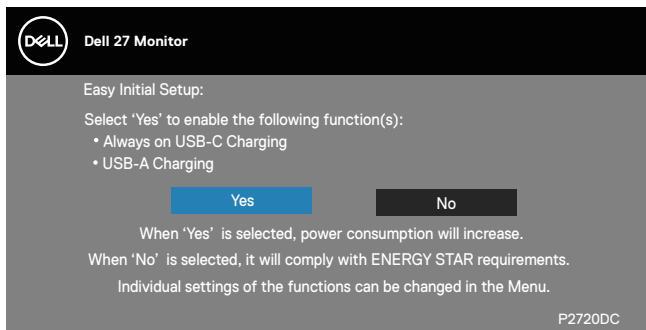 DELL
Dell 27 Monitor
Easy Initial Setup:
Select ‘Yes’ to enable the following function(s):
• Always on USB-C Charging
• USB-A Charging
Yes
No
When ‘Yes’ is selected, power consumption will increase.
When ‘No’ is selected, it will comply with ENERGY STAR requirements.
Individual settings of the functions can be changed in the Menu.
P2720DC